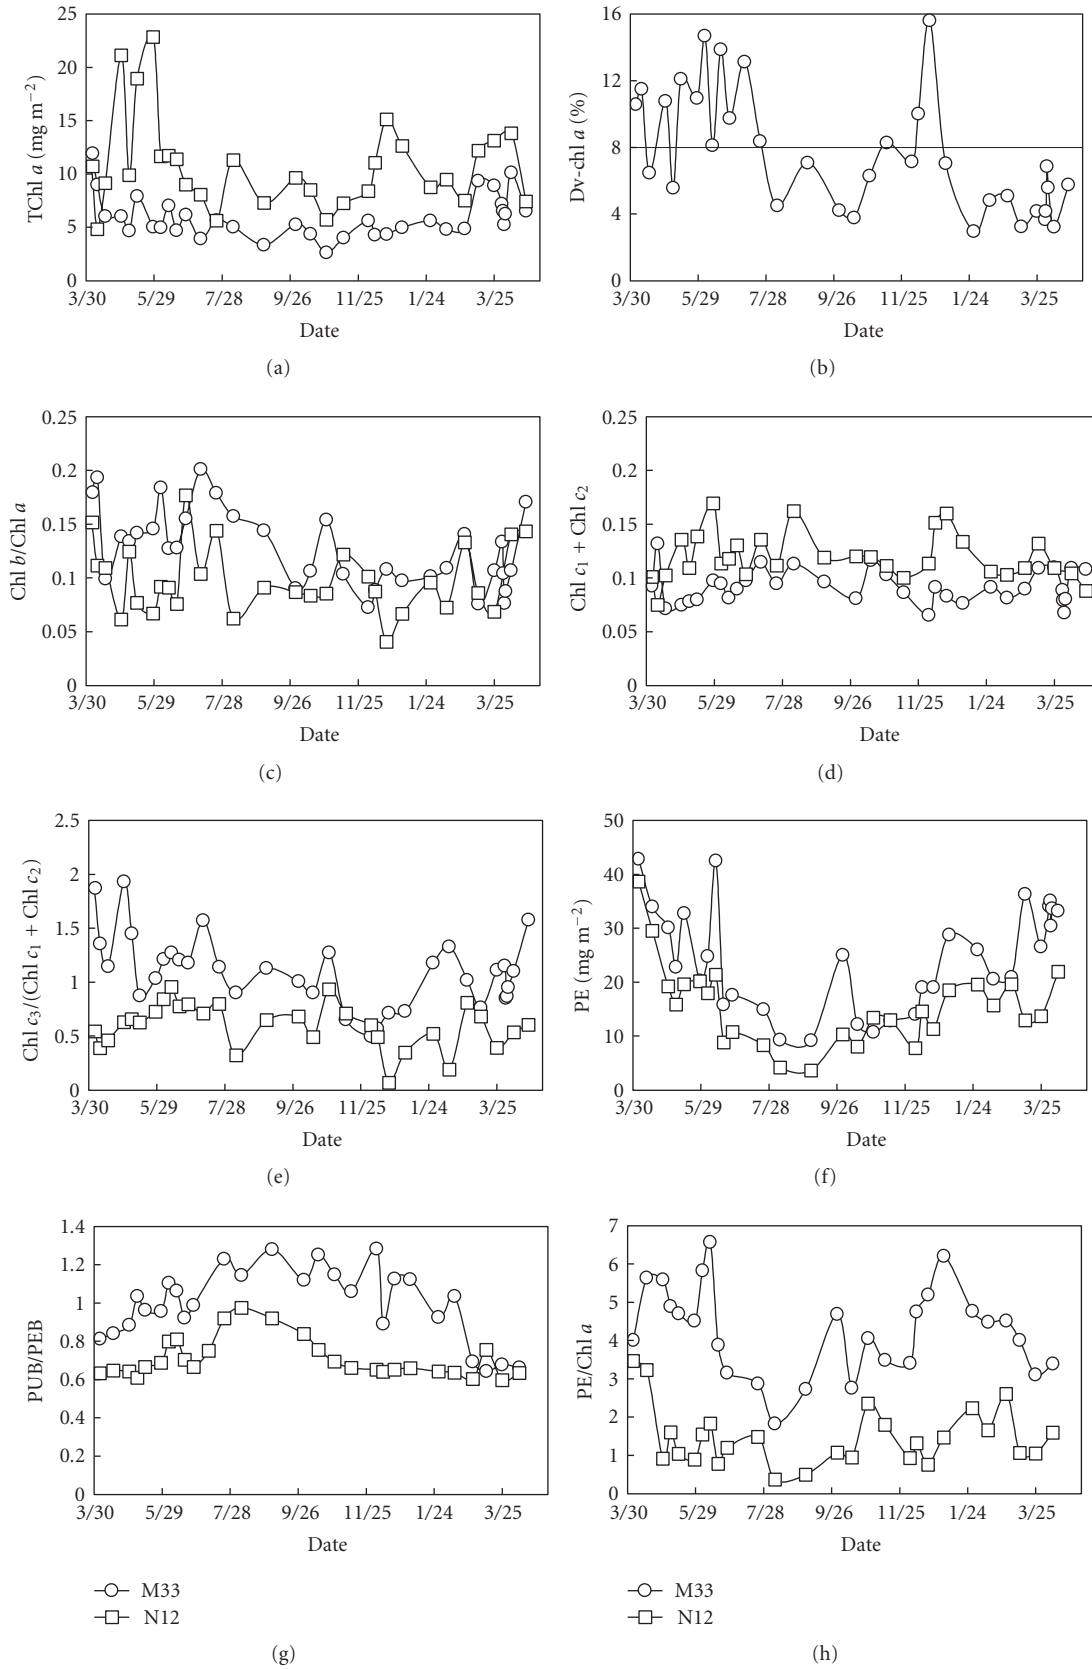 25
20
15
10
5
0
TChl a (mg m−2)
3/30 5/29 7/28 9/26 11/25 1/24 3/25
Date
(a)
16
12
8
4
0
Dv-chl a (%)
3/30 5/29 7/28 9/26 11/25 1/24 3/25
Date
(b)
0.25
0.2
0.15
0.1
0.05
0
Chl b/Chl a
3/30 5/29 7/28 9/26 11/25 1/24 3/25
Date
(c)
0.25
0.2
0.15
0.1
0.05
0
Chl c1 + Chl c2
3/30 5/29 7/28 9/26 11/25 1/24 3/25
Date
(d)
2.5
2
1.5
1
0.5
0
Chl c3/(Chl c1 + Chl c2)
3/30 5/29 7/28 9/26 11/25 1/24 3/25
Date
(e)
50
40
30
20
10
0
PE (mg m−2)
3/30 5/29 7/28 9/26 11/25 1/24 3/25
Date
(f)
1.4
1.2
1
0.8
0.6
0.4
0.2
0
PUB/PEB
3/30 5/29 7/28 9/26 11/25 1/24 3/25
Date
M33
N12
(g)
7
6
5
4
3
2
1
0
PE/Chl a
3/30 5/29 7/28 9/26 11/25 1/24 3/25
Date
M33
N12
(h)